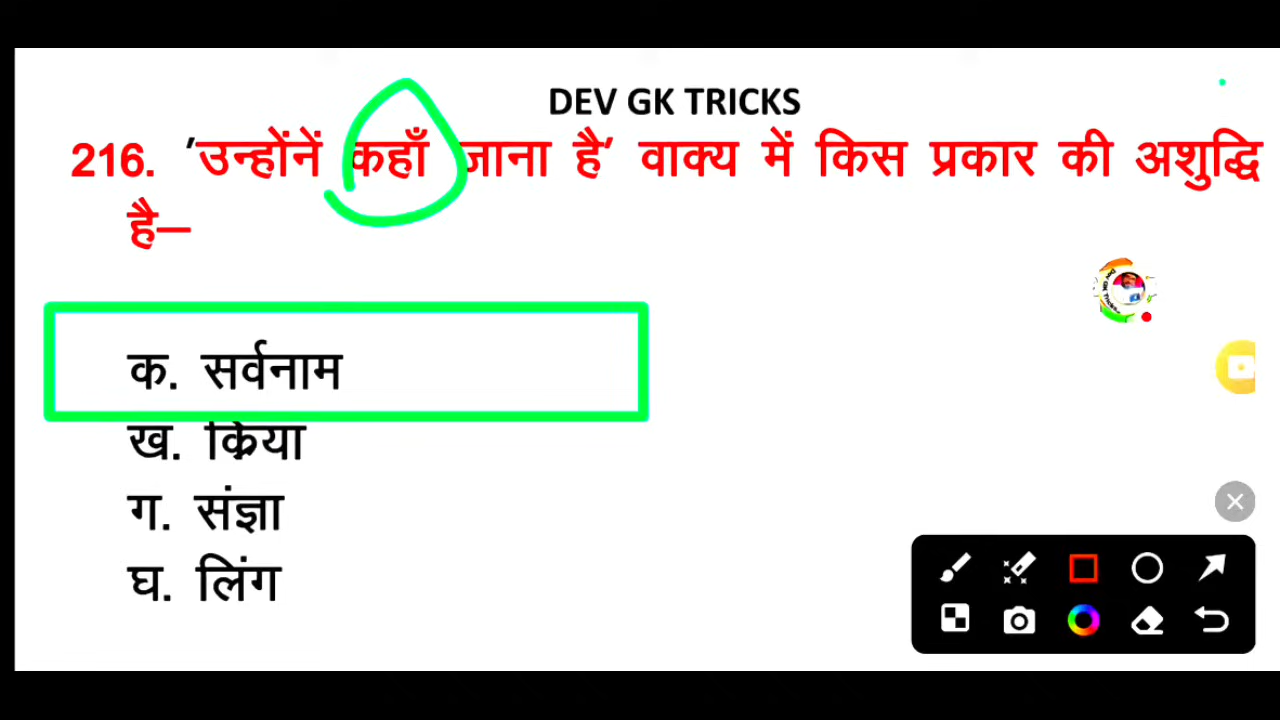 DEV GK TRICKS
216. 'उन्होंनें कहाँ जाना है' वाक्य में किस प्रकार की अशुद्धि
है–
क. सर्वनाम
ख. क्रिया
ग. संज्ञा
घ. लिंग